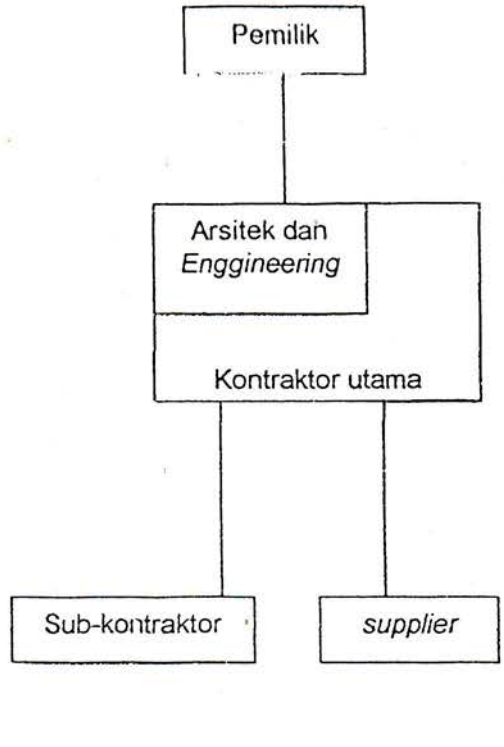 Pemilik
Arsitek dan
Enggineering
Kontraktor utama
Sub-kontraktor
supplier